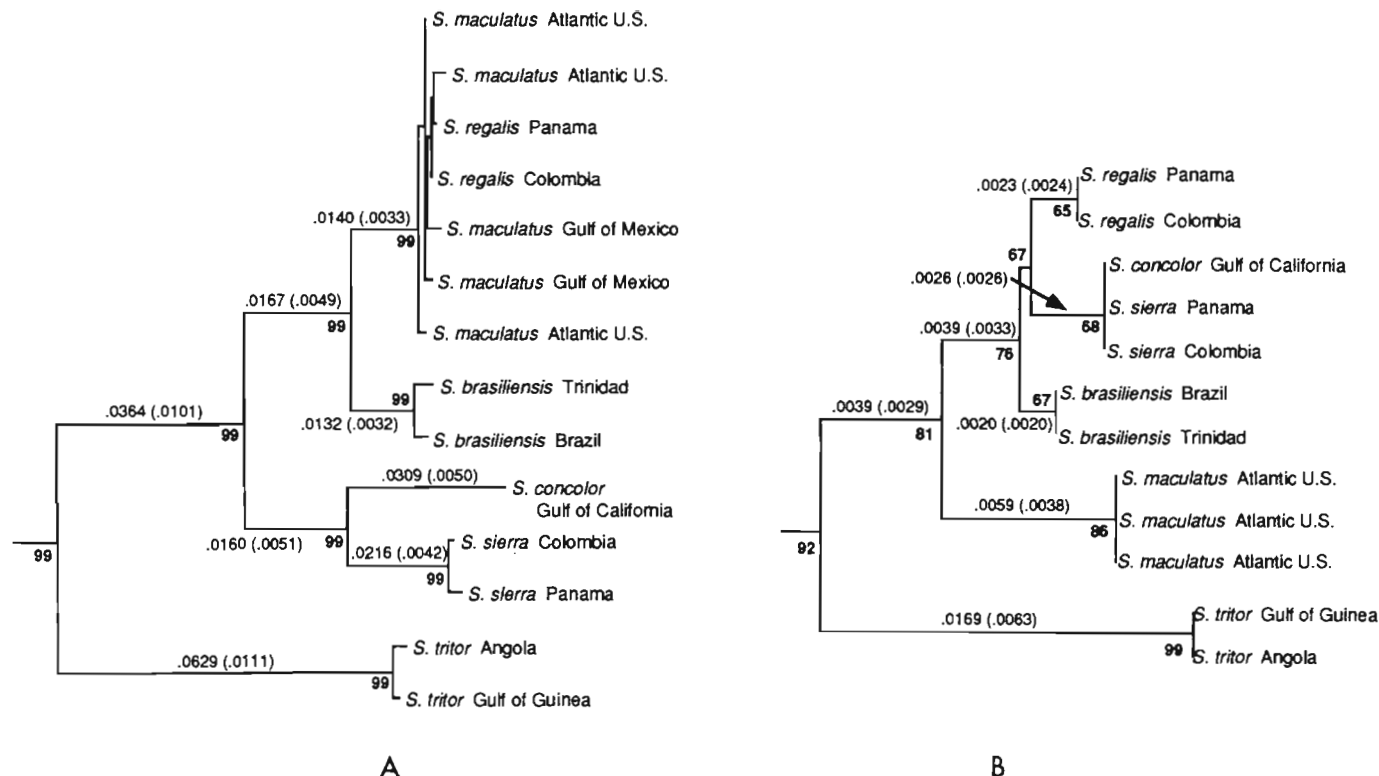 S. maculatus Atlantic U.S.
S. maculatus Atlantic U.S.
S. regalis Panama
S. regalis Colombia
.0140 (.0033)
99
S. maculatus Gulf of Mexico
S. maculatus Gulf of Mexico
.0167 (.0049)
99
S. maculatus Atlantic U.S.
99
S. brasiliensis Trinidad
.0132 (.0032)
S. brasiliensis Brazil
.0364 (.0101)
99
.0309 (.0050)
S. concolor
Gulf of California
.0160 (.0051)
99
.0216 (.0042)
S. sierra Colombia
99
S. sierra Panama
99
S. tritor Angola
.0629 (.0111)
99
S. tritor Gulf of Guinea
A
.0023 (.0024)
S. regalis Panama
65
S. regalis Colombia
67
S. concolor Gulf of California
.0026 (.0026)
S. sierra Panama
68
.0039 (.0033)
76
S. sierra Colombia
67
S. brasiliensis Brazil
.0039 (.0029)
.0020 (.0020)
81
S. brasiliensis Trinidad
S. maculatus Atlantic U.S.
.0059 (.0038)
86
S. maculatus Atlantic U.S.
92
S. maculatus Atlantic U.S.
S. tritor Gulf of Guinea
.0169 (.0063)
99
S. tritor Angola
B